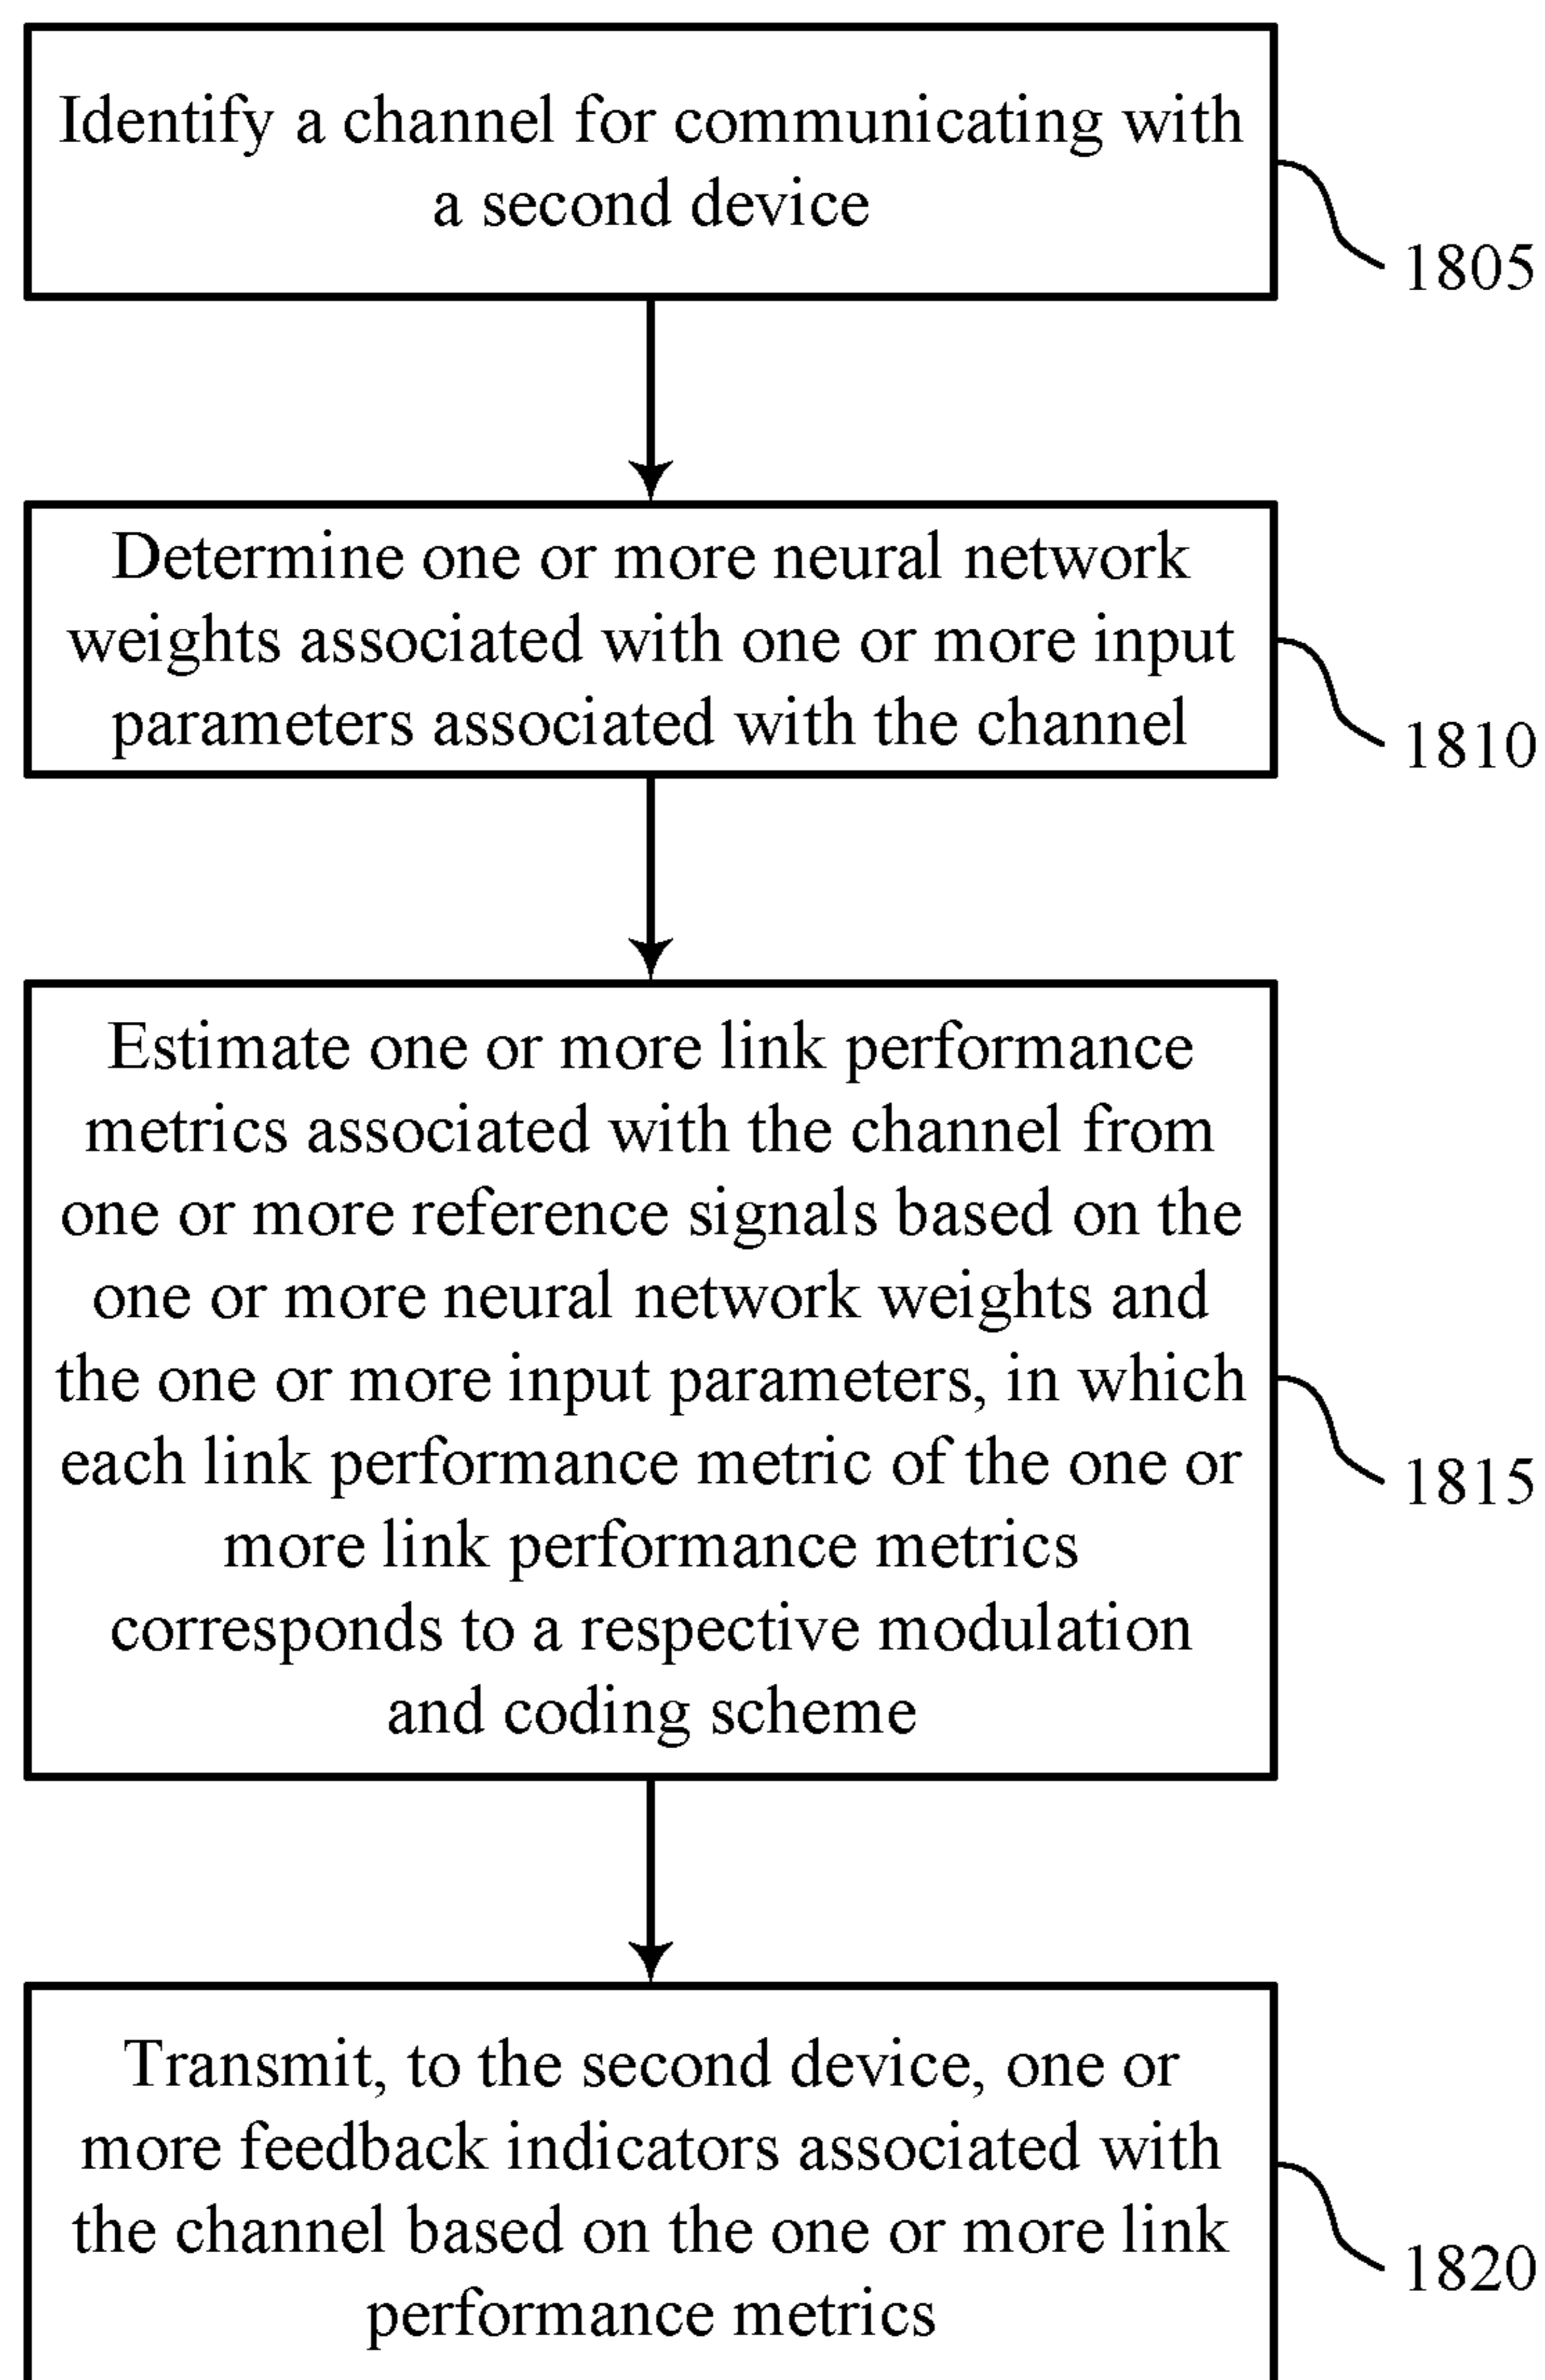 Identify a channel for communicating with
a second device
1805
Determine one or more neural network
weights associated with one or more input
parameters associated with the channel
1810
Estimate one or more link performance
metrics associated with the channel from
one or more reference signals based on the
one or more neural network weights and
the one or more input parameters, in which
each link performance metric of the one or
more link performance metrics
corresponds to a respective modulation
and coding scheme
1815
Transmit, to the second device, one or
more feedback indicators associated with
the channel based on the one or more link
performance metrics
1820